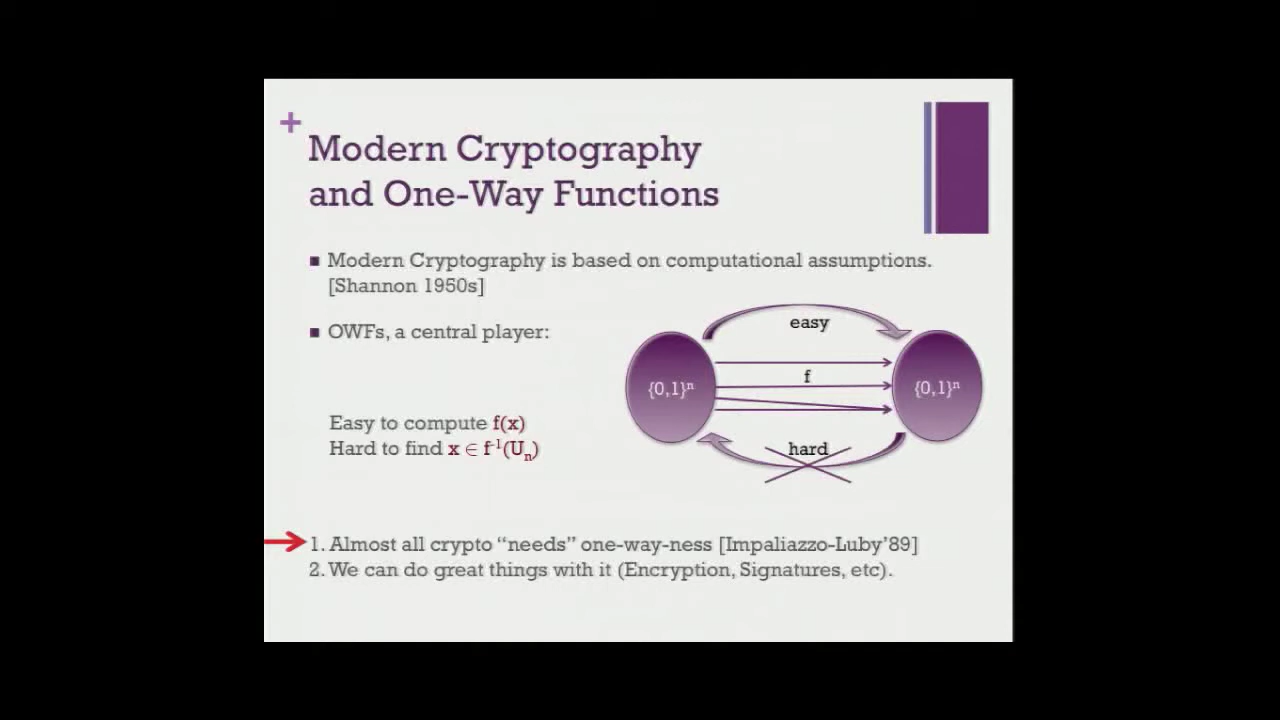 +
Modern Cryptography
and One-Way Functions
■ Modern Cryptography is based on computational assumptions.
[Shannon 1950s]
■ OWFs, a central player:
easy
{0,1}ⁿ
f
{0,1}ⁿ
hard
Easy to compute f(x)
Hard to find x ∈ f⁻¹(Uₙ)
1. Almost all crypto “needs” one-way-ness [Impaliazzo-Luby’89]
2. We can do great things with it (Encryption, Signatures, etc).